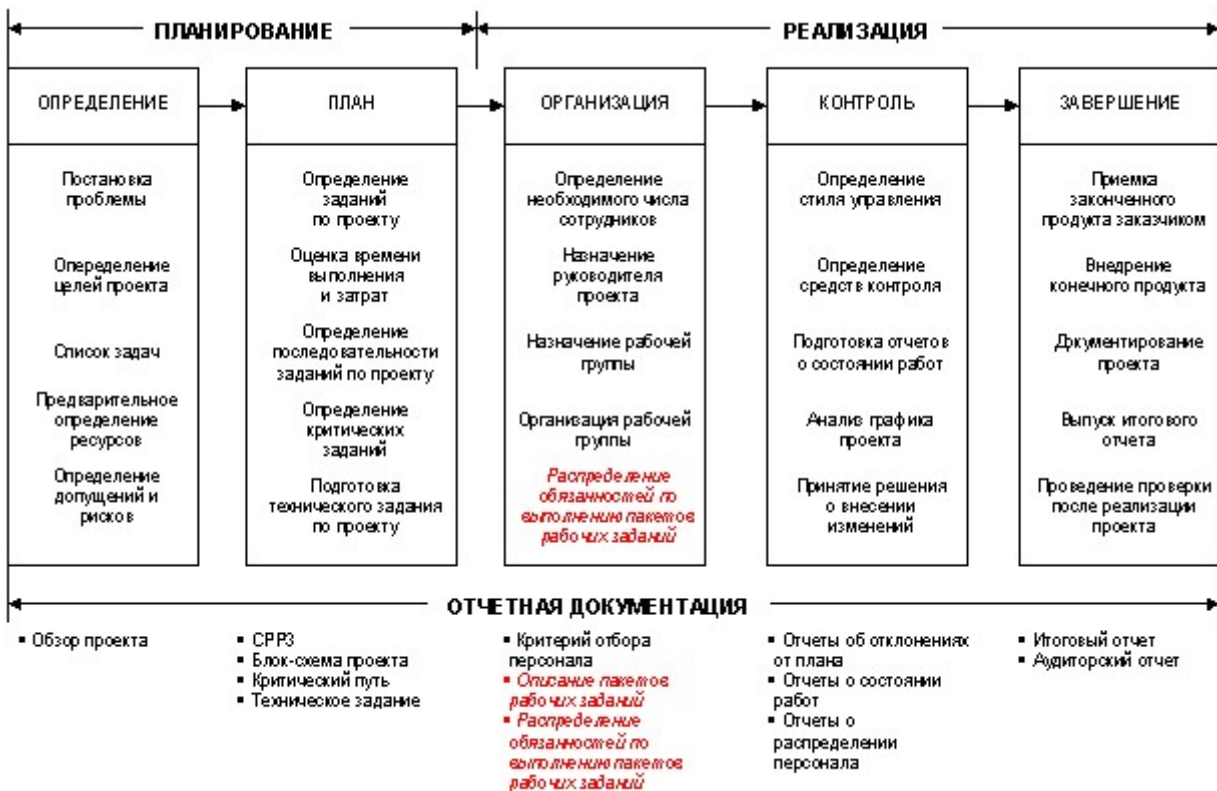 ПЛАНИРОВАНИЕ
РЕАЛИЗАЦИЯ
ОПРЕДЕЛЕНИЕ
Постановка
проблемы
Опеределение
целей проекта
Список задач
Предварительное
определение
ресурсов
Определение
допущений и
рисков
ПЛАН
Определение
заданий
по проекту
Оценка времени
выполнения
и затрат
Определение
последовательности
заданий по проекту
Определение
критических
заданий
Подготовка
технического задания
по проекту
ОРГАНИЗАЦИЯ
Определение
необходимого числа
сотрудников
Назначение
руководителя
проекта
Назначение рабочей
группы
Организация рабочей
группы
Распределение
обязанностей по
выполнению пакетов
рабочих заданий
КОНТРОЛЬ
Определение
стиля управления
Определение
средств контроля
Подготовка отчетов
о состоянии работ
Анализ графика
проекта
Принятие решения
о внесении
изменений
ЗАВЕРШЕНИЕ
Приемка
законченного
продукта заказчиком
Внедрение
конечного продукта
Документирование
проекта
Выпуск итогового
отчета
Проведение проверки
после реализации
проекта
ОТЧЕТНАЯ ДОКУМЕНТАЦИЯ
▪ Обзор проекта
▪ СРРЗ
▪ Блок-схема проекта
▪ Критический путь
▪ Техническое задание
▪ Критерий отбора
персонала
▪ Описание пакетов
рабочих заданий
▪ Распределение
обязанностей по
выполнению пакетов
рабочих заданий
▪ Отчеты об отклонениях
от плана
▪ Отчеты о состоянии
работ
▪ Отчеты о
распределении
персонала
▪ Итоговый отчет
▪ Аудиторский отчет